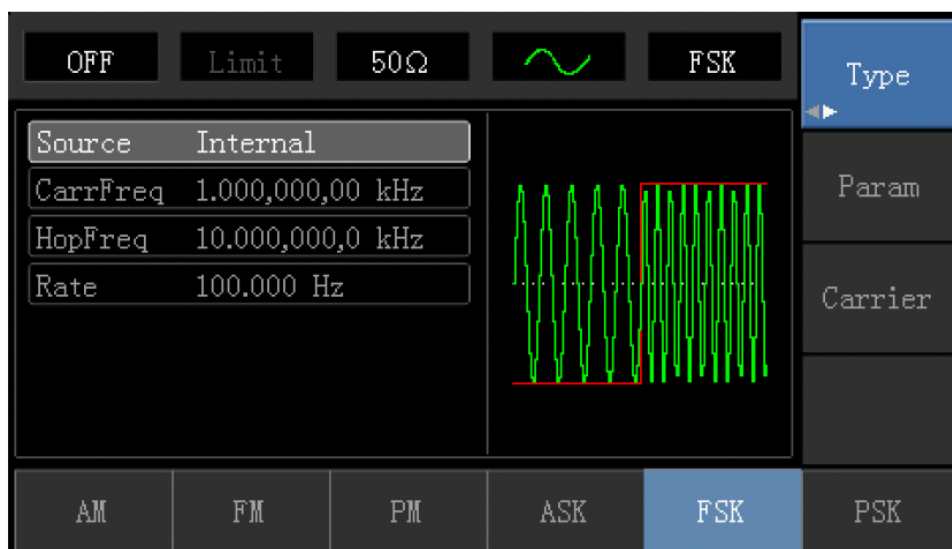 OFF Limit 50Ω FSK
Type
Source Internal
CarrFreq 1.000,000,00 kHz
HopFreq 10.000,000,0 kHz
Rate 100.000 Hz
Param
Carrier
AM FM PM ASK FSK PSK